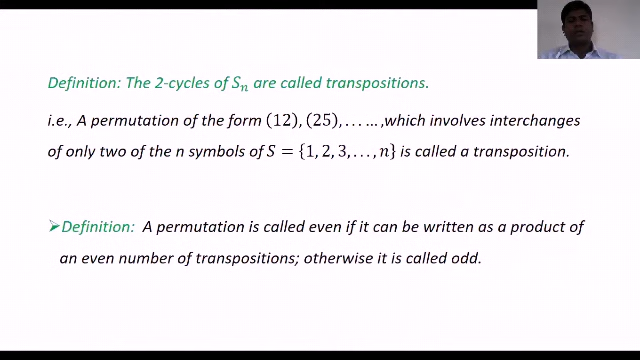 Definition: The 2-cycles of Sₙ are called transpositions.
i.e., A permutation of the form (12), (25), … … ,which involves interchanges
of only two of the n symbols of S = {1, 2, 3, … , n} is called a transposition.
➢Definition: A permutation is called even if it can be written as a product of
an even number of transpositions; otherwise it is called odd.